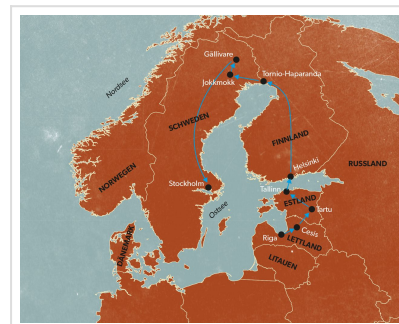 Gällivare
Nordsee
Jokkmokk
Tornio-Haparanda
SCHWEDEN
FINNLAND
NORWEGEN
Helsinki
RUSSLAND
Stockholm
Tallinn
ESTLAND
Ostsee
Tartu
Cesis
Riga
LETTLAND
DÄNEMARK
LITAUEN